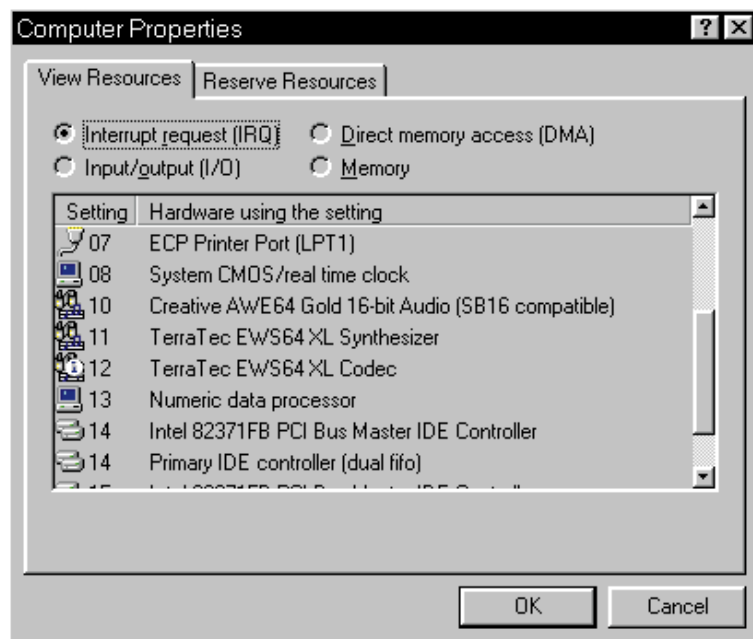 Computer Properties
View Resources Reserve Resources
Interrupt request (IRQ) Direct memory access (DMA)
Input/output (I/O) Memory
Setting Hardware using the setting
07 ECP Printer Port (LPT1)
08 System CMOS/real time clock
10 Creative AWE64 Gold 16-bit Audio (SB16 compatible)
11 TerraTec EWS64 XL Synthesizer
12 TerraTec EWS64 XL Codec
13 Numeric data processor
14 Intel 82371FB PCI Bus Master IDE Controller
14 Primary IDE controller (dual fifo)
OK Cancel